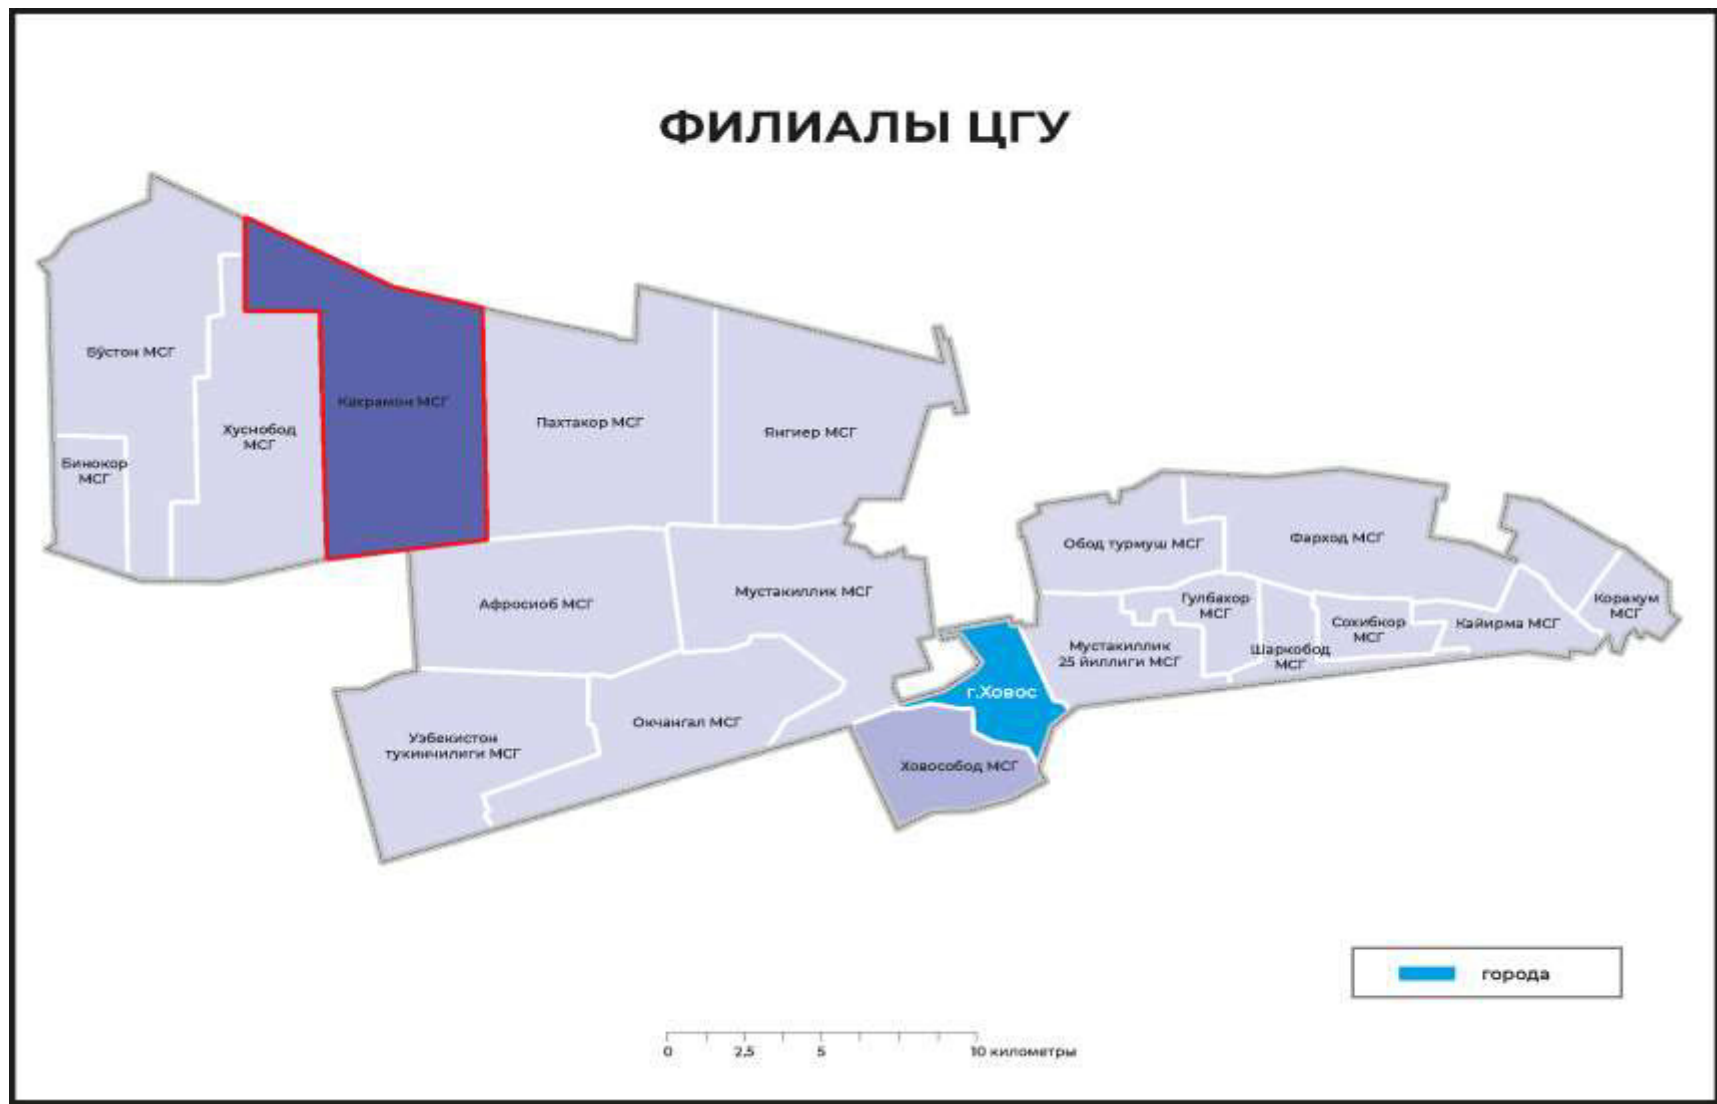 ФИЛИАЛЫ ЦГУ
Бўстон МСГ
Бинокор
МСГ
Хуснобод
МСГ
Кахрамон МСГ
Пахтакор МСГ
Янгиер МСГ
Афросиоб МСГ
Мустакиллик МСГ
Узбекистон
тукинчилиги МСГ
Окчангал МСГ
г.Ховос
Ховособод МСГ
Обод турмуш МСГ
Фарход МСГ
Гулбахор
МСГ
Мустакиллик
25 йиллиги МСГ
Шаркобод
МСГ
Сохибкор
МСГ
Кайирма МСГ
Коракум
МСГ
города
0 2.5 5 10 километры